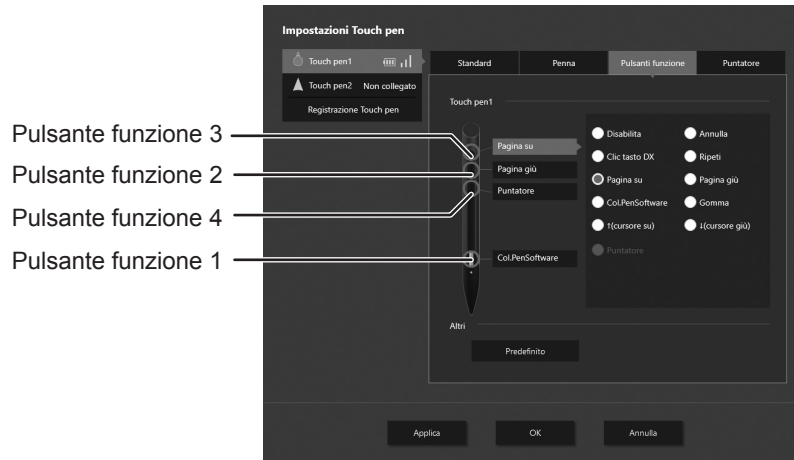 Impostazioni Touch pen
Touch pen1
Touch pen2 Non collegato
Registrazione Touch pen
Standard Penna Pulsanti funzione Puntatore
Touch pen1
Pulsante funzione 3
Pulsante funzione 2
Pulsante funzione 4
Pulsante funzione 1
Pagina su
Pagina giù
Puntatore
Col.PenSoftware
Disabilita Annulla
Clic tasto DX Ripeti
Pagina su Pagina giù
Col.PenSoftware Gomma
↑(cursore su) ↓(cursore giù)
Puntatore
Altri
Predefinito
Applica OK Annulla